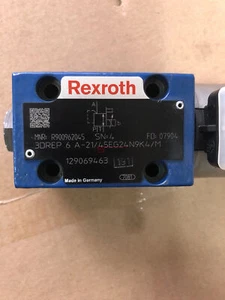 Rexroth
MNR: R900962045 SN: 4 FD: 07904
3DREP 6 A-21/45EG24N9K4/M
129069463
Made in Germany